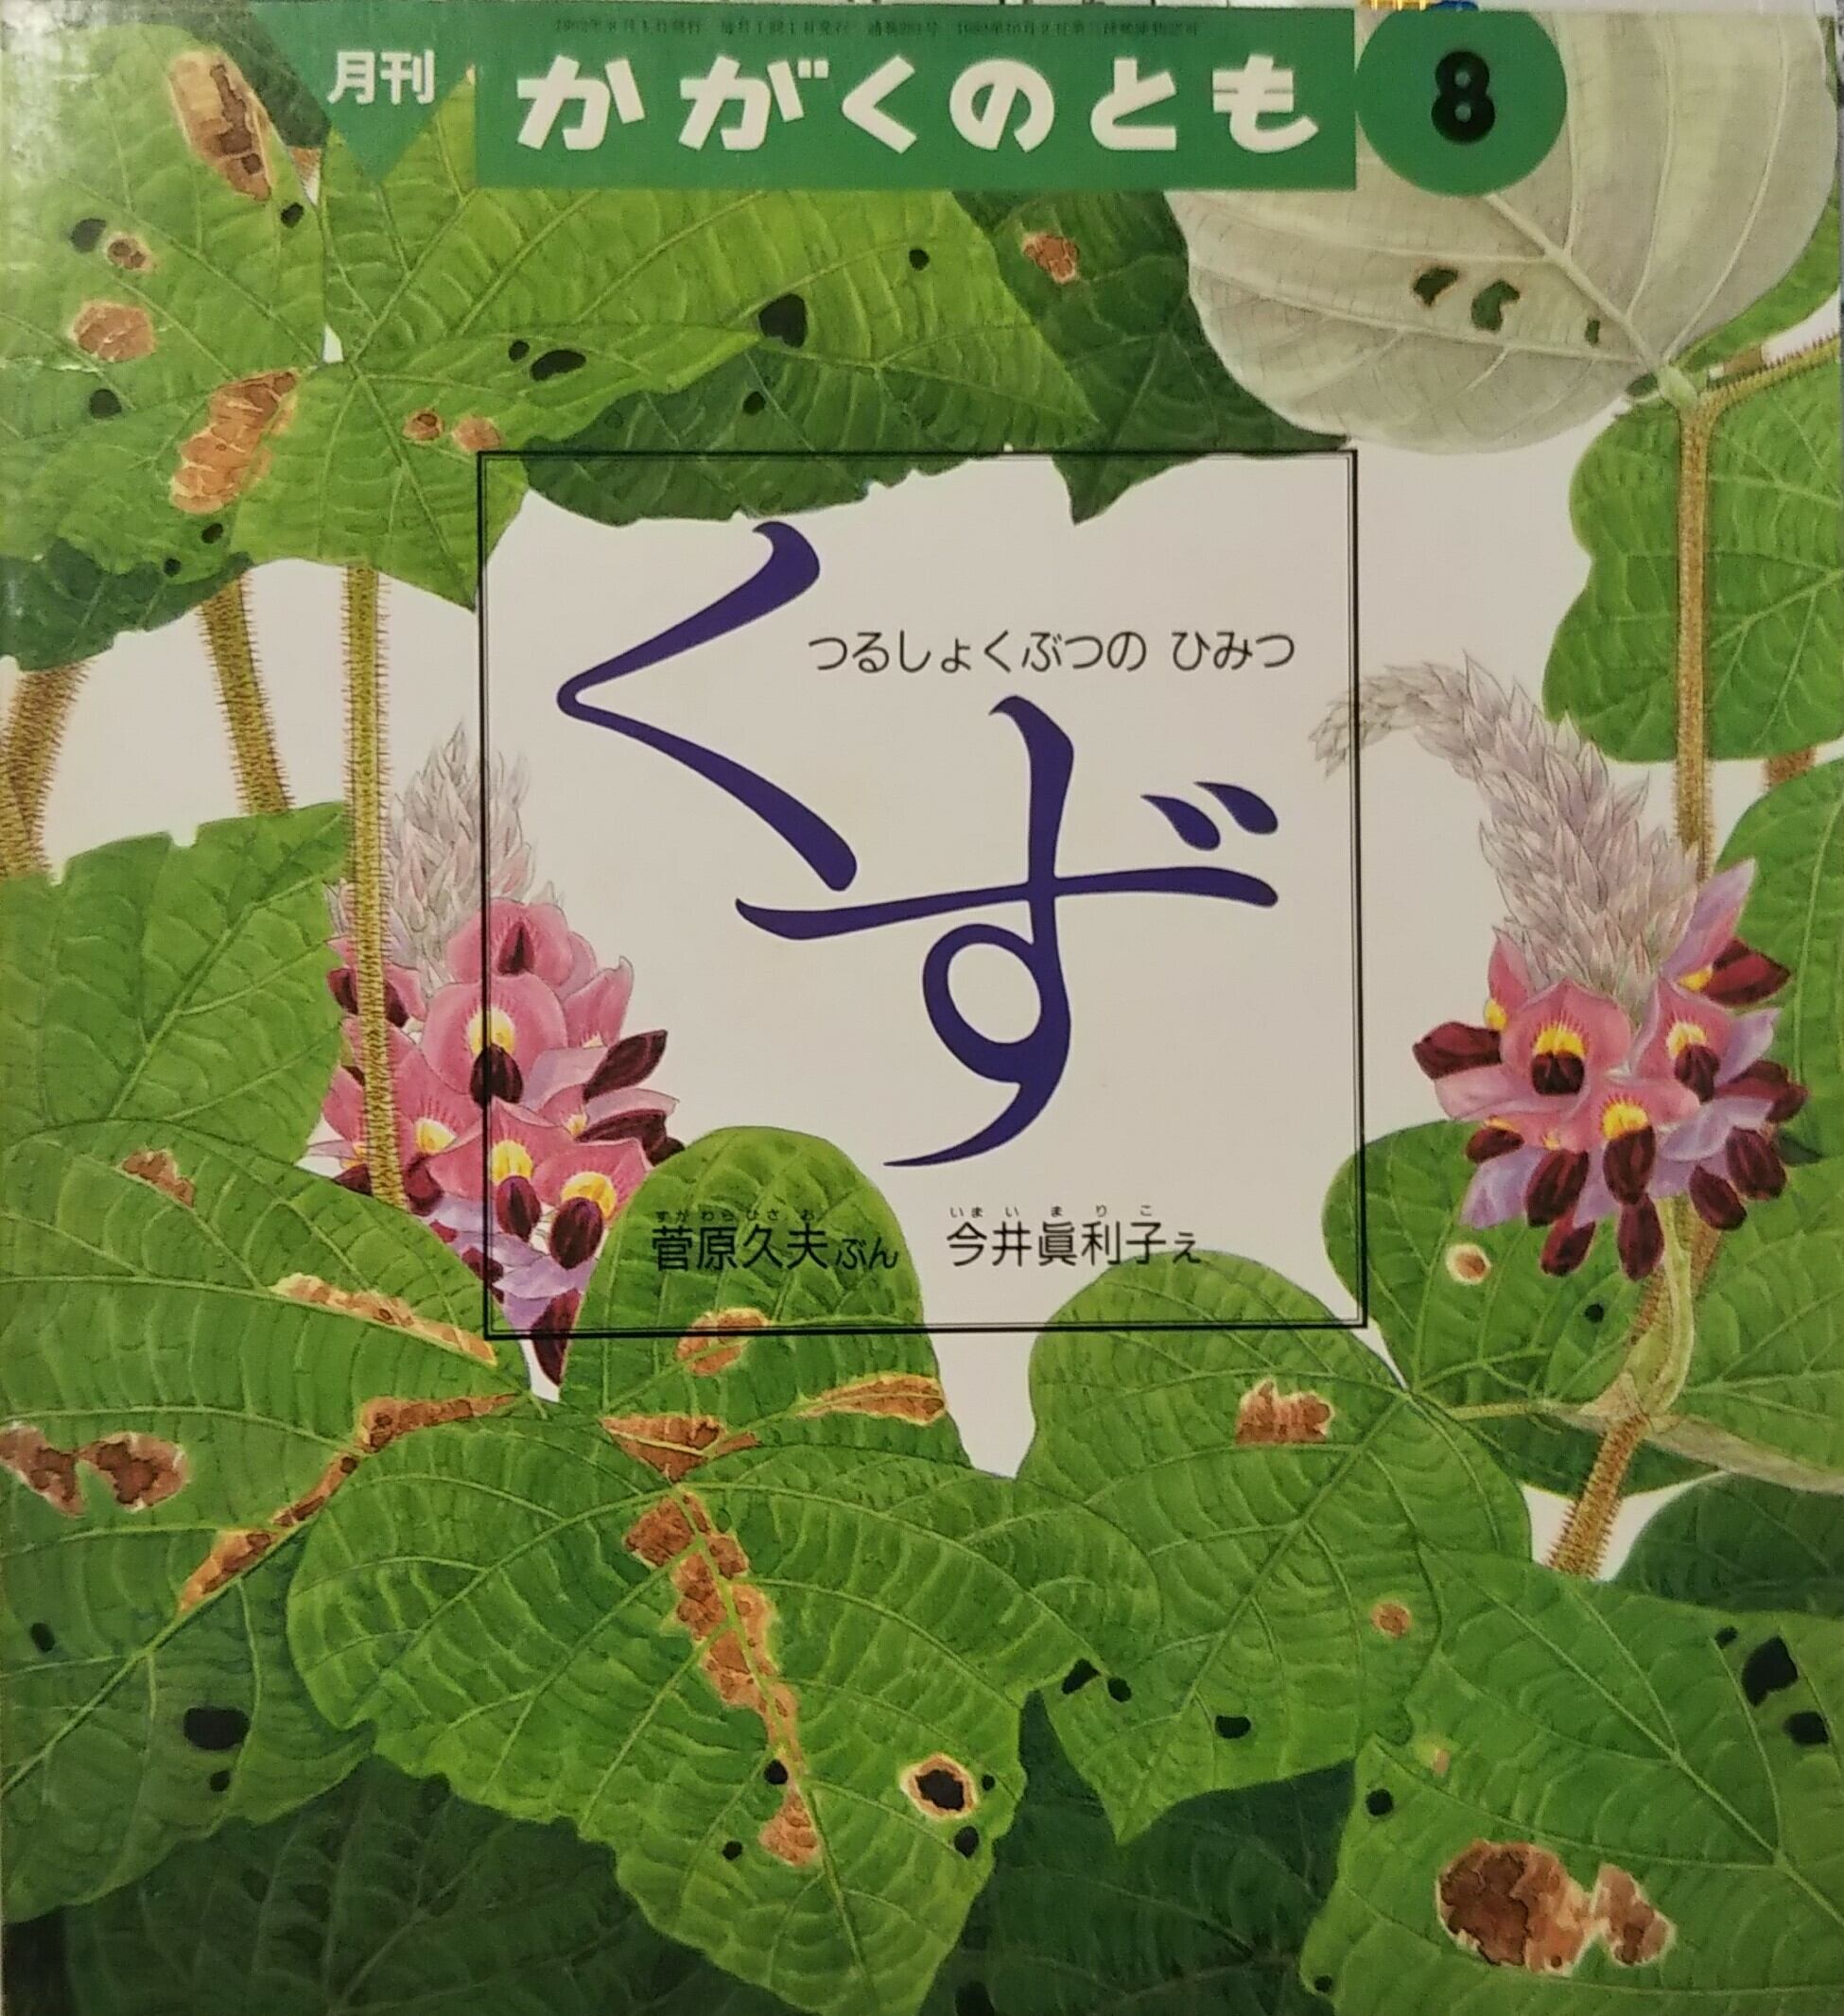 月刊
かがくのとも
8
つるしょくぶつの ひみつ
くず
すがわらひさお
菅原久夫 ぶん
いまいまりこ
今井眞利子 え